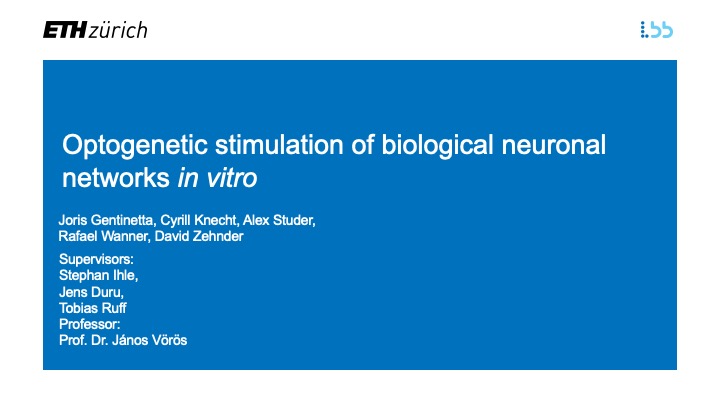 ETH zürich
LBB
Optogenetic stimulation of biological neuronal
networks in vitro
Joris Gentinetta, Cyrill Knecht, Alex Studer,
Rafael Wanner, David Zehnder
Supervisors:
Stephan Ihle,
Jens Duru,
Tobias Ruff
Professor:
Prof. Dr. János Vörös